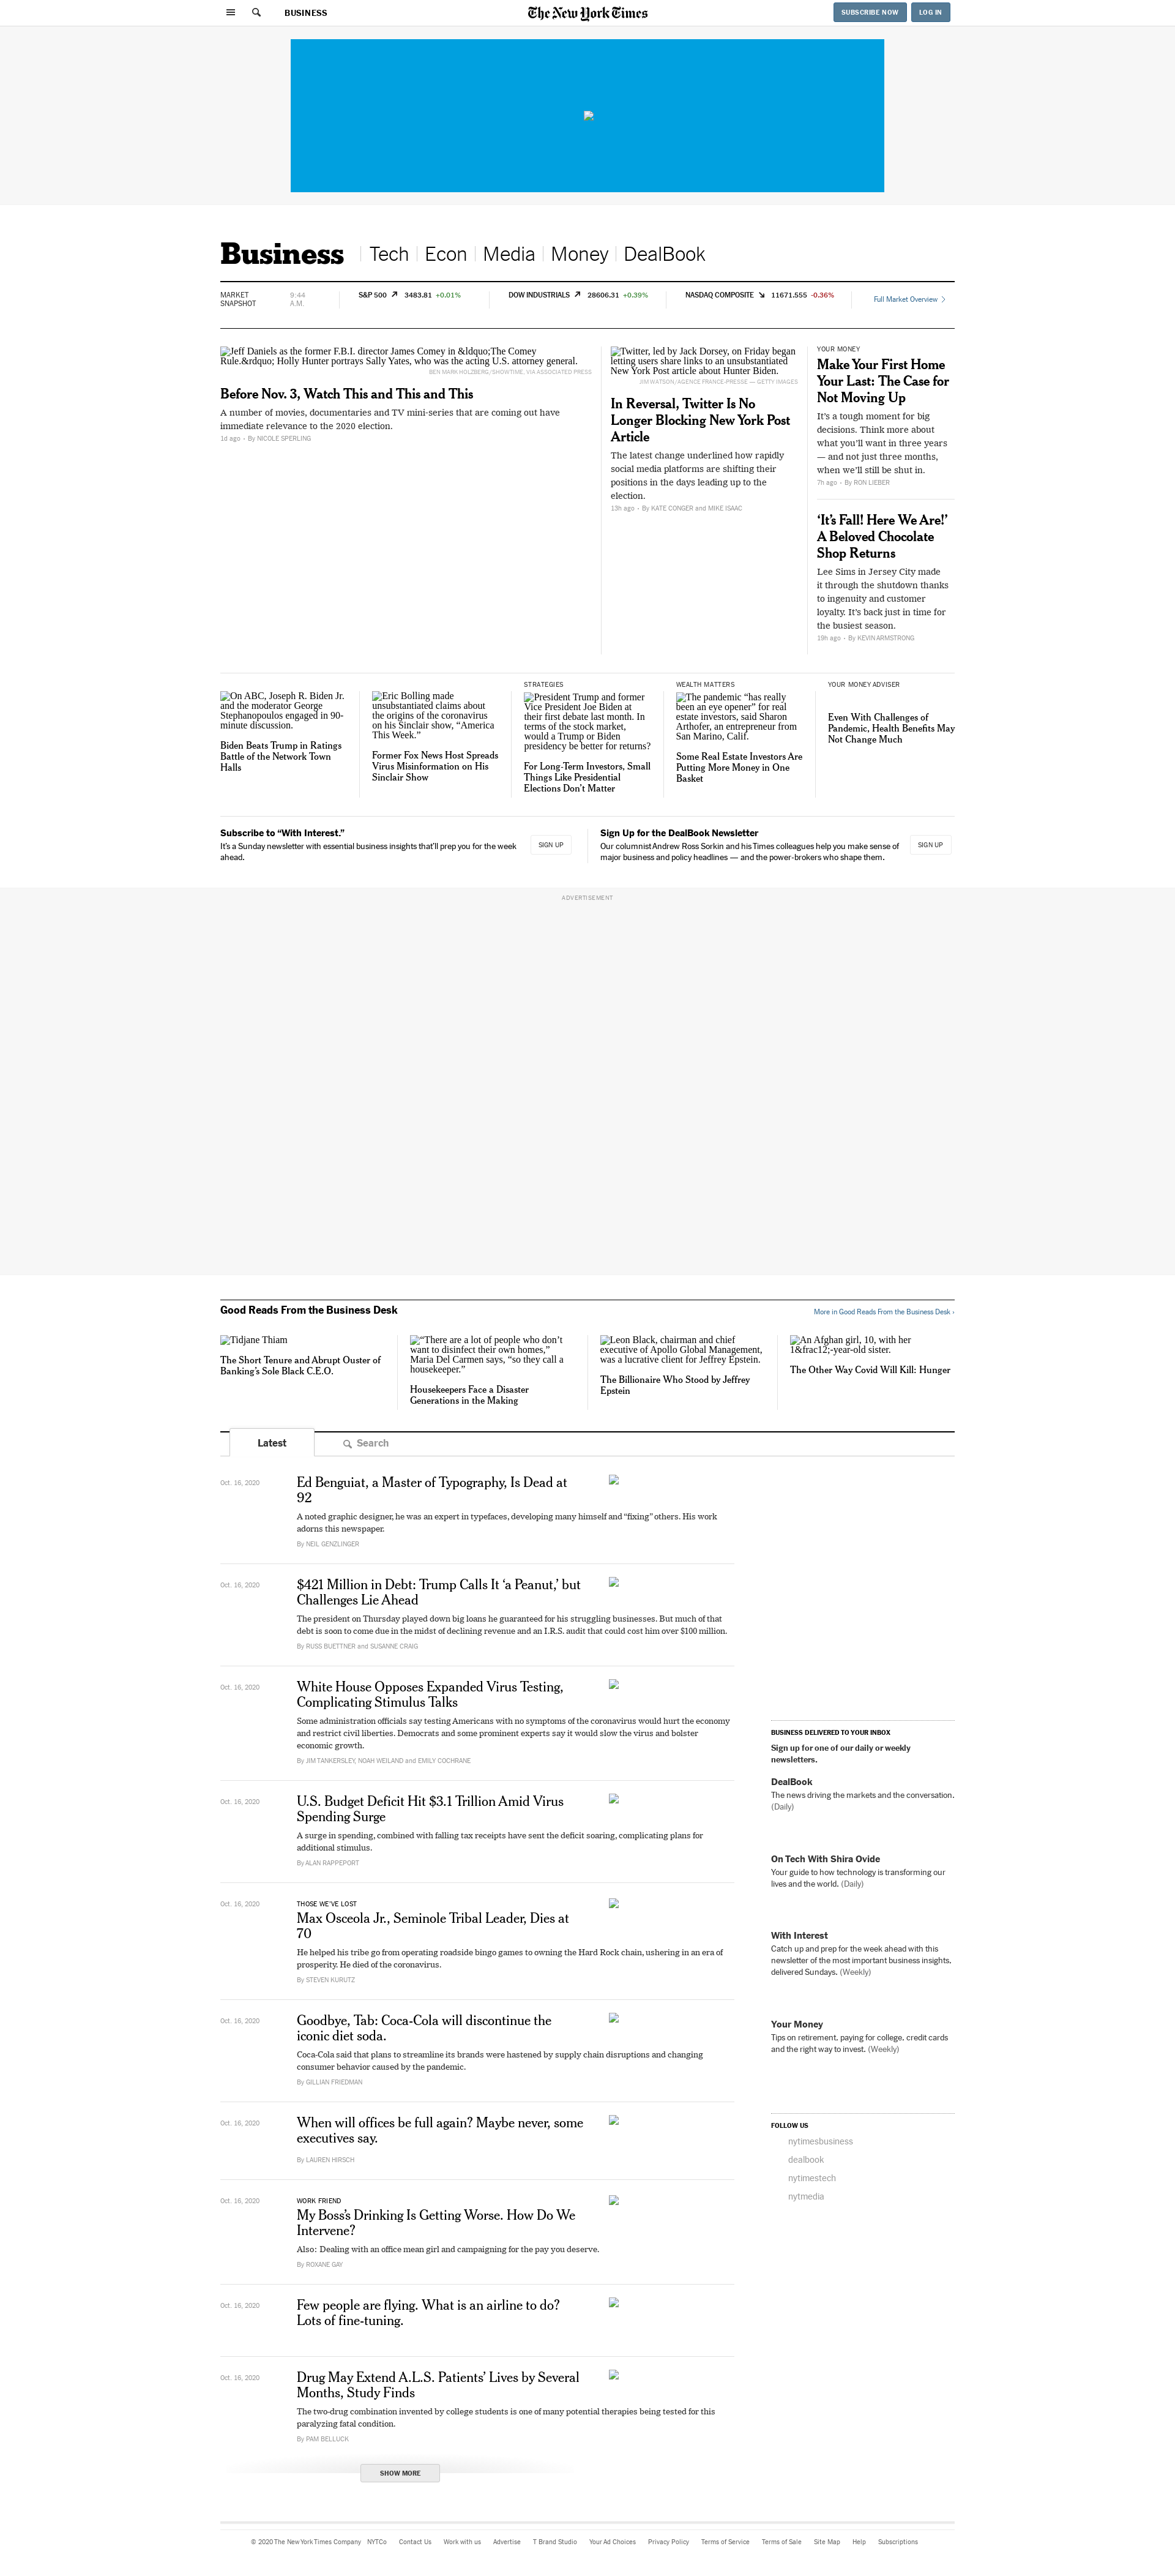 BUSINESS
The New York Times
SUBSCRIBE NOW
LOG IN
Business
Tech
Econ
Media
Money
DealBook
MARKET
SNAPSHOT
9:44
A.M.
S&P 500 3483.81 +0.01%
DOW INDUSTRIALS 28606.31 +0.39%
NASDAQ COMPOSITE 11671.555 -0.36%
Full Market Overview
Jeff Daniels as the former F.B.I. director James Comey in &ldquo;The Comey
Rule.&rdquo; Holly Hunter portrays Sally Yates, who was the acting U.S. attorney general.
BEN MARK HOLZBERG/SHOWTIME, VIA ASSOCIATED PRESS
Before Nov. 3, Watch This and This and This
A number of movies, documentaries and TV mini-series that are coming out have
immediate relevance to the 2020 election.
1d ago • By NICOLE SPERLING
Twitter, led by Jack Dorsey, on Friday began
letting users share links to an unsubstantiated
New York Post article about Hunter Biden.
JIM WATSON/AGENCE FRANCE-PRESSE — GETTY IMAGES
In Reversal, Twitter Is No
Longer Blocking New York Post
Article
The latest change underlined how rapidly
social media platforms are shifting their
positions in the days leading up to the
election.
13h ago • By KATE CONGER and MIKE ISAAC
YOUR MONEY
Make Your First Home
Your Last: The Case for
Not Moving Up
It’s a tough moment for big
decisions. Think more about
what you’ll want in three years
— and not just three months,
when we’ll still be shut in.
7h ago • By RON LIEBER
‘It’s Fall! Here We Are!’
A Beloved Chocolate
Shop Returns
Lee Sims in Jersey City made
it through the shutdown thanks
to ingenuity and customer
loyalty. It’s back just in time for
the busiest season.
19h ago • By KEVIN ARMSTRONG
On ABC, Joseph R. Biden Jr.
and the moderator George
Stephanopoulos engaged in 90-
minute discussion.
Biden Beats Trump in Ratings
Battle of the Network Town
Halls
Eric Bolling made
unsubstantiated claims about
the origins of the coronavirus
on his Sinclair show, “America
This Week.”
Former Fox News Host Spreads
Virus Misinformation on His
Sinclair Show
STRATEGIES
President Trump and former
Vice President Joe Biden at
their first debate last month. In
terms of the stock market,
would a Trump or Biden
presidency be better for returns?
For Long-Term Investors, Small
Things Like Presidential
Elections Don’t Matter
WEALTH MATTERS
The pandemic “has really
been an eye opener” for real
estate investors, said Sharon
Arthofer, an entrepreneur from
San Marino, Calif.
Some Real Estate Investors Are
Putting More Money in One
Basket
YOUR MONEY ADVISER
Even With Challenges of
Pandemic, Health Benefits May
Not Change Much
Subscribe to “With Interest.”
It’s a Sunday newsletter with essential business insights that’ll prep you for the week
ahead.
SIGN UP
Sign Up for the DealBook Newsletter
Our columnist Andrew Ross Sorkin and his Times colleagues help you make sense of
major business and policy headlines — and the power-brokers who shape them.
SIGN UP
ADVERTISEMENT
Good Reads From the Business Desk
More in Good Reads From the Business Desk ›
Tidjane Thiam
The Short Tenure and Abrupt Ouster of
Banking’s Sole Black C.E.O.
“There are a lot of people who don’t
want to disinfect their own homes,”
Maria Del Carmen says, “so they call a
housekeeper.”
Housekeepers Face a Disaster
Generations in the Making
Leon Black, chairman and chief
executive of Apollo Global Management,
was a lucrative client for Jeffrey Epstein.
The Billionaire Who Stood by Jeffrey
Epstein
An Afghan girl, 10, with her
1&frac12;-year-old sister.
The Other Way Covid Will Kill: Hunger
Latest
Search
Oct. 16, 2020
Ed Benguiat, a Master of Typography, Is Dead at
92
A noted graphic designer, he was an expert in typefaces, developing many himself and “fixing” others. His work
adorns this newspaper.
By NEIL GENZLINGER
Oct. 16, 2020
$421 Million in Debt: Trump Calls It ‘a Peanut,’ but
Challenges Lie Ahead
The president on Thursday played down big loans he guaranteed for his struggling businesses. But much of that
debt is soon to come due in the midst of declining revenue and an I.R.S. audit that could cost him over $100 million.
By RUSS BUETTNER and SUSANNE CRAIG
Oct. 16, 2020
White House Opposes Expanded Virus Testing,
Complicating Stimulus Talks
Some administration officials say testing Americans with no symptoms of the coronavirus would hurt the economy
and restrict civil liberties. Democrats and some prominent experts say it would slow the virus and bolster
economic growth.
By JIM TANKERSLEY, NOAH WEILAND and EMILY COCHRANE
Oct. 16, 2020
U.S. Budget Deficit Hit $3.1 Trillion Amid Virus
Spending Surge
A surge in spending, combined with falling tax receipts have sent the deficit soaring, complicating plans for
additional stimulus.
By ALAN RAPPEPORT
Oct. 16, 2020
THOSE WE’VE LOST
Max Osceola Jr., Seminole Tribal Leader, Dies at
70
He helped his tribe go from operating roadside bingo games to owning the Hard Rock chain, ushering in an era of
prosperity. He died of the coronavirus.
By STEVEN KURUTZ
Oct. 16, 2020
Goodbye, Tab: Coca-Cola will discontinue the
iconic diet soda.
Coca-Cola said that plans to streamline its brands were hastened by supply chain disruptions and changing
consumer behavior caused by the pandemic.
By GILLIAN FRIEDMAN
Oct. 16, 2020
When will offices be full again? Maybe never, some
executives say.
By LAUREN HIRSCH
Oct. 16, 2020
WORK FRIEND
My Boss’s Drinking Is Getting Worse. How Do We
Intervene?
Also: Dealing with an office mean girl and campaigning for the pay you deserve.
By ROXANE GAY
Oct. 16, 2020
Few people are flying. What is an airline to do?
Lots of fine-tuning.
Oct. 16, 2020
Drug May Extend A.L.S. Patients’ Lives by Several
Months, Study Finds
The two-drug combination invented by college students is one of many potential therapies being tested for this
paralyzing fatal condition.
By PAM BELLUCK
SHOW MORE
BUSINESS DELIVERED TO YOUR INBOX
Sign up for one of our daily or weekly
newsletters.
DealBook
The news driving the markets and the conversation.
(Daily)
On Tech With Shira Ovide
Your guide to how technology is transforming our
lives and the world. (Daily)
With Interest
Catch up and prep for the week ahead with this
newsletter of the most important business insights,
delivered Sundays. (Weekly)
Your Money
Tips on retirement, paying for college, credit cards
and the right way to invest. (Weekly)
FOLLOW US
nytimesbusiness
dealbook
nytimestech
nytmedia
© 2020 The New York Times Company NYTCo Contact Us Work with us Advertise T Brand Studio Your Ad Choices Privacy Policy Terms of Service Terms of Sale Site Map Help Subscriptions